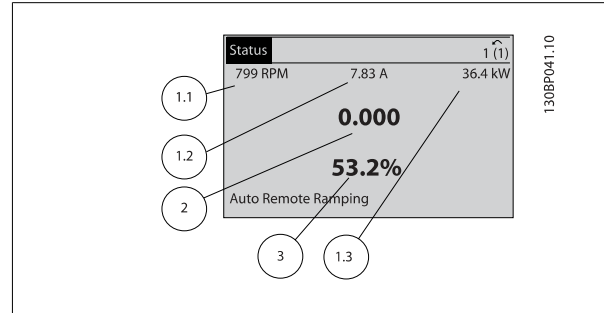 Status 1 (1)
799 RPM 7.83 A 36.4 kW
0.000
53.2%
Auto Remote Ramping
1.1
1.2
2
3
1.3
130BP041.10